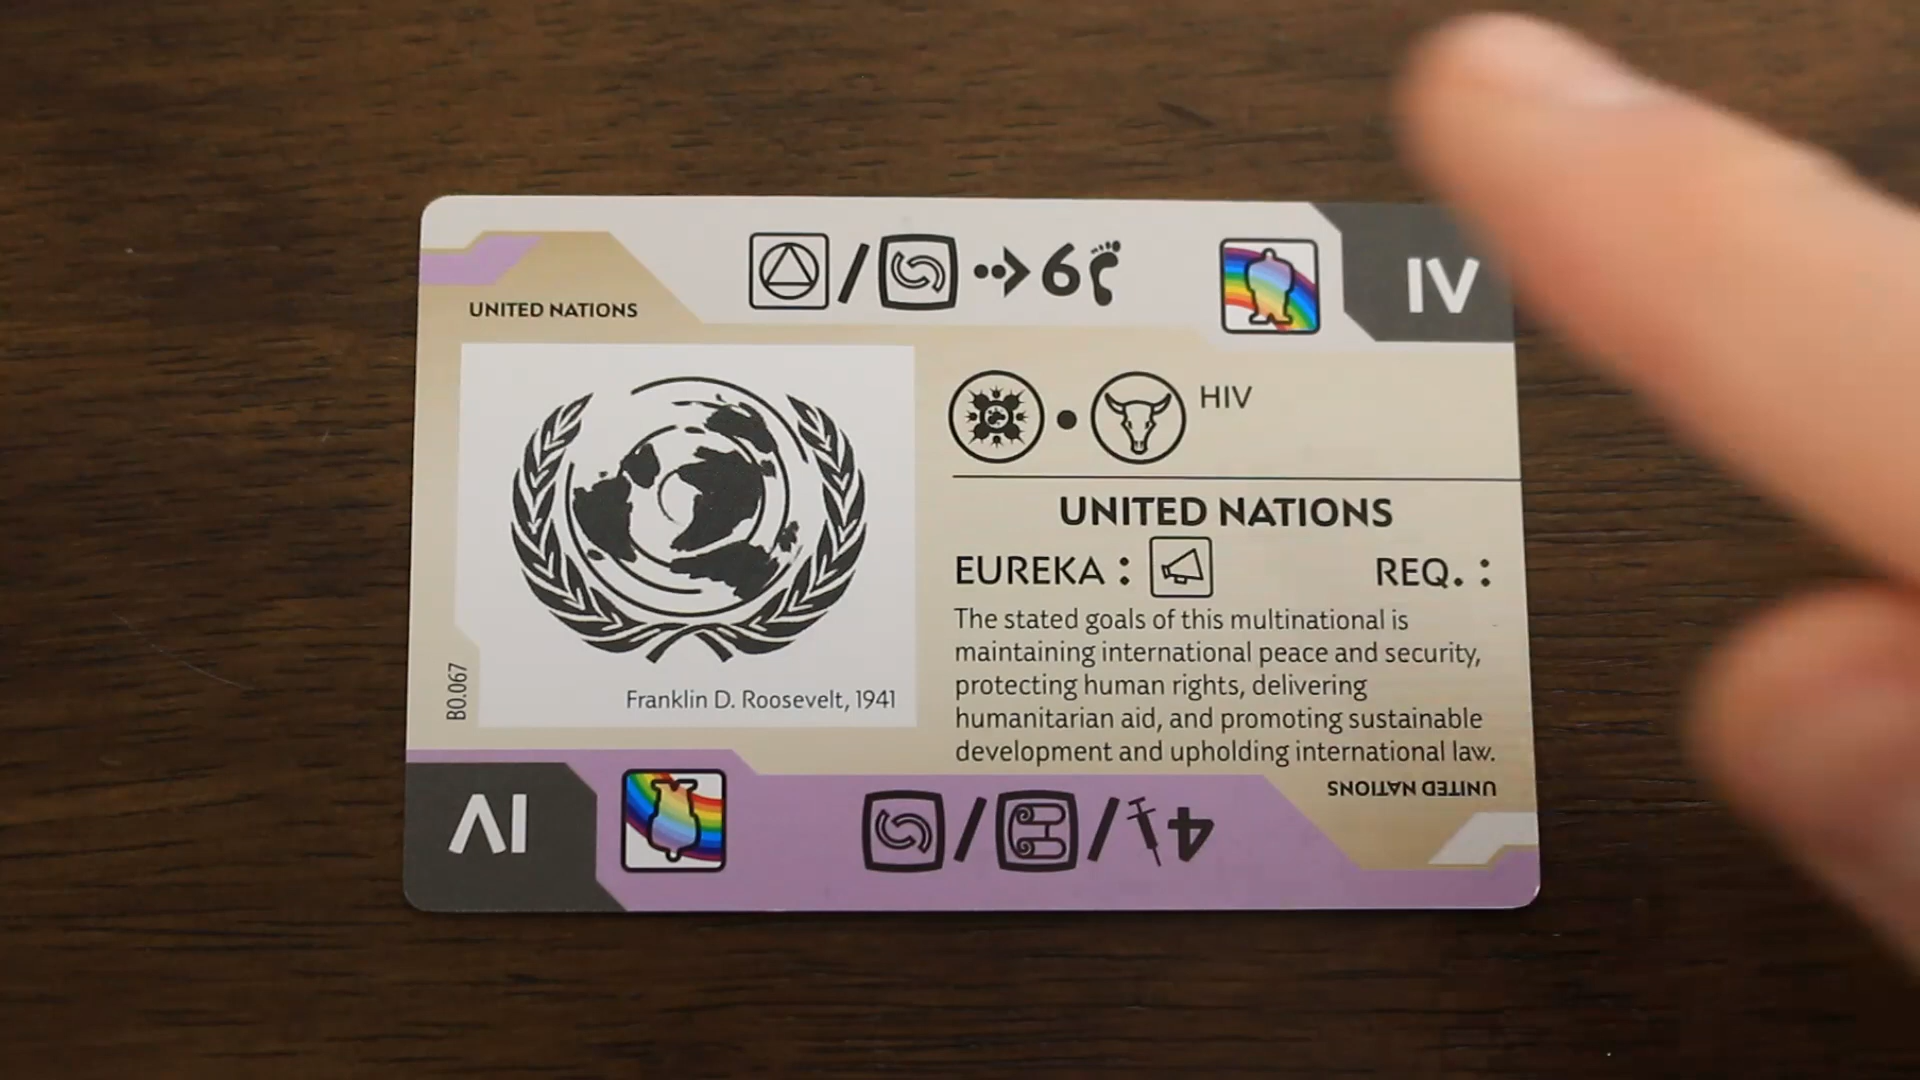 6
IV
UNITED NATIONS
HIV
UNITED NATIONS
EUREKA :
REQ. :
The stated goals of this multinational is
maintaining international peace and security,
protecting human rights, delivering
humanitarian aid, and promoting sustainable
development and upholding international law.
Franklin D. Roosevelt, 1941
B0.067
UNITED NATIONS
IV
4